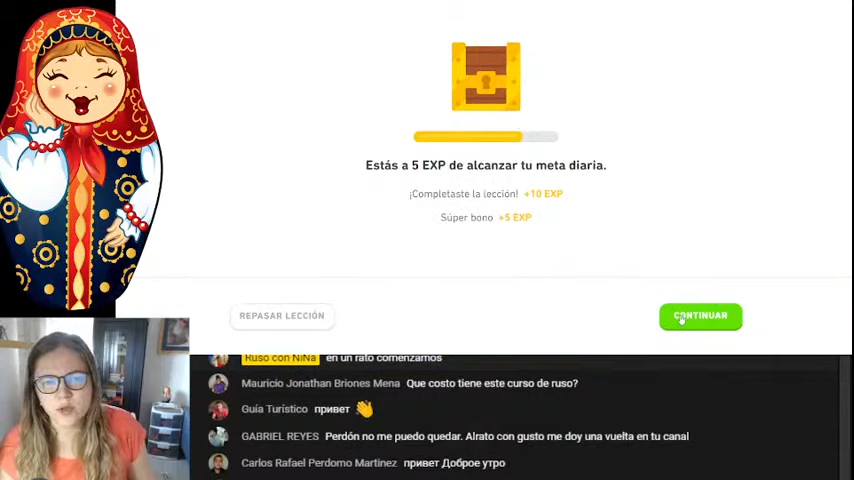 Estás a 5 EXP de alcanzar tu meta diaria.
¡Completaste la lección! +10 EXP
Súper bono +5 EXP
REPASAR LECCIÓN
CONTINUAR
Ruso con NiNa en un rato comenzamos
Mauricio Jonathan Briones Mena Que costo tiene este curso de ruso?
Guía Turístico привет 👋
GABRIEL REYES Perdón no me puedo quedar. Alrato con gusto me doy una vuelta en tu canal
Carlos Rafael Perdomo Martinez привет Доброе утро